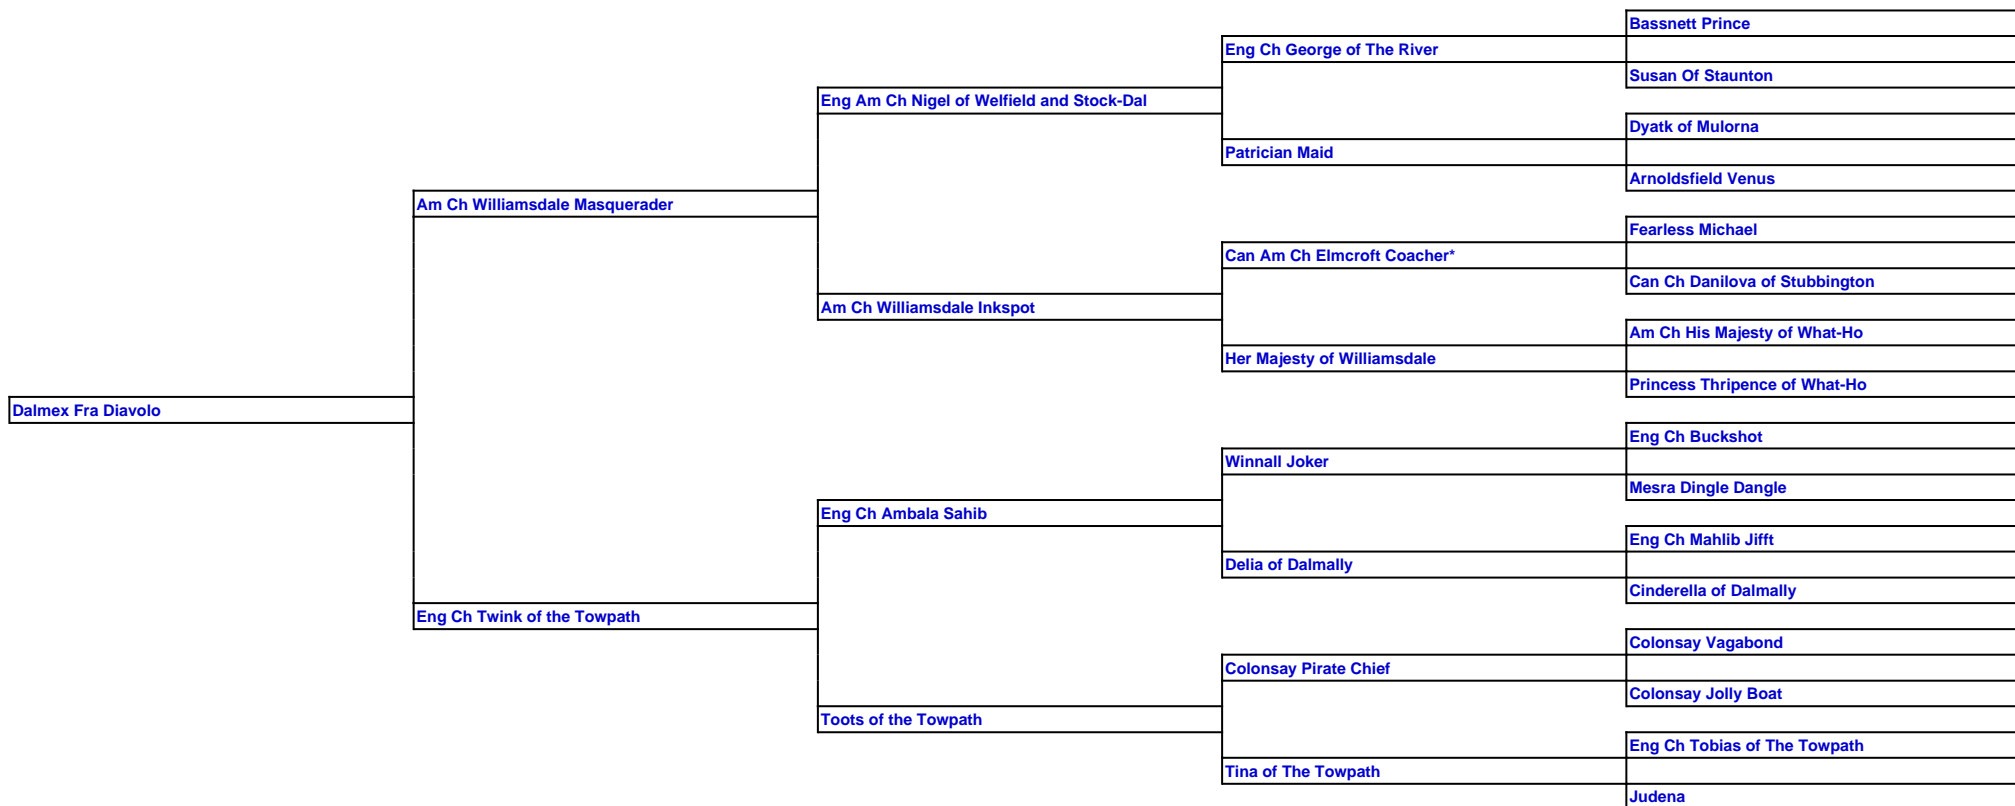 Bassnett Prince
Eng Ch George of The River
Susan Of Staunton
Eng Am Ch Nigel of Welfield and Stock-Dal
Dyatk of Mulorna
Patrician Maid
Arnoldsfield Venus
Am Ch Williamsdale Masquerader
Fearless Michael
Can Am Ch Elmcroft Coacher*
Can Ch Danilova of Stubbington
Am Ch Williamsdale Inkspot
Am Ch His Majesty of What-Ho
Her Majesty of Williamsdale
Princess Thripence of What-Ho
Dalmex Fra Diavolo
Eng Ch Buckshot
Winnall Joker
Mesra Dingle Dangle
Eng Ch Ambala Sahib
Eng Ch Mahlib Jifft
Delia of Dalmally
Cinderella of Dalmally
Eng Ch Twink of the Towpath
Colonsay Vagabond
Colonsay Pirate Chief
Colonsay Jolly Boat
Toots of the Towpath
Eng Ch Tobias of The Towpath
Tina of The Towpath
Judena